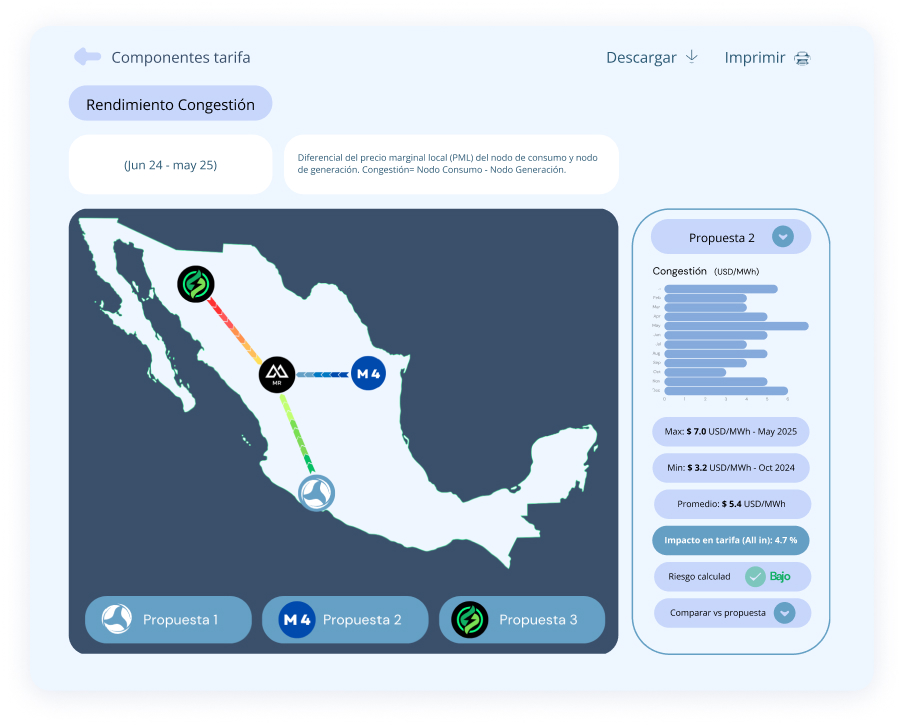 Componentes tarifa
Descargar
Imprimir
Rendimiento Congestión
(Jun 24 - may 25)
Diferencial del precio marginal local (PML) del nodo de consumo y nodo
de generación. Congestión= Nodo Consumo - Nodo Generación.
MR
M 4
Propuesta 1
M 4 Propuesta 2
Propuesta 3
Propuesta 2
Congestión (USD/MWh)
Feb
Mar
Apr
May
Jun
Jul
Aug
Sep
Nov
0 1 2 3 4 5 6
Max: $ 7.0 USD/MWh - May 2025
Min: $ 3.2 USD/MWh - Oct 2024
Promedio: $ 5.4 USD/MWh
Impacto en tarifa (All in): 4.7 %
Riesgo calculad
Bajo
Comparar vs propuesta